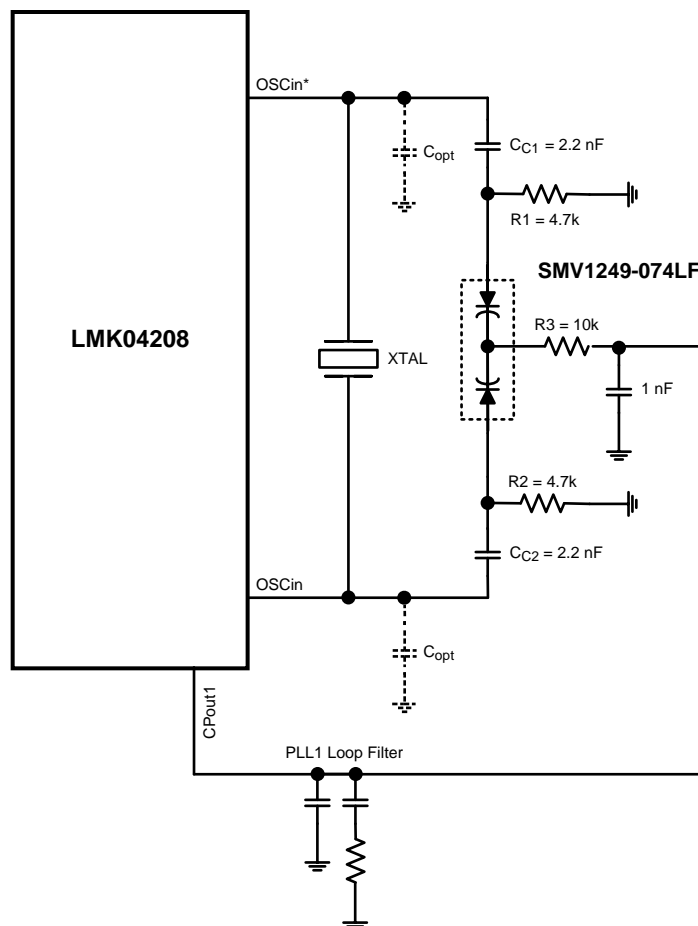 OSCin*
Copt
CC1 = 2.2 nF
R1 = 4.7k
SMV1249-074LF
LMK04208
R3 = 10k
XTAL
1 nF
R2 = 4.7k
CC2 = 2.2 nF
OSCin
Copt
CPout1
PLL1 Loop Filter